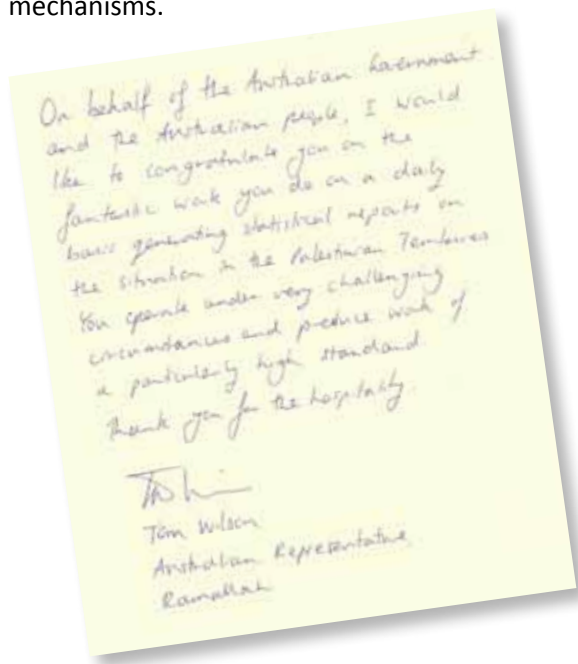 mechanisms.
On behalf of the Australian Government
and the Australian people, I would
like to congratulate you on the
fantastic work you do on a daily
basis generating statistical reports on
the situation in the Palestinian Territories
You operate under very challenging
circumstances and produce work of
a particularly high standard.
Thank you for the hospitality.
Tom Wilson
Australian Representative
Ramallah